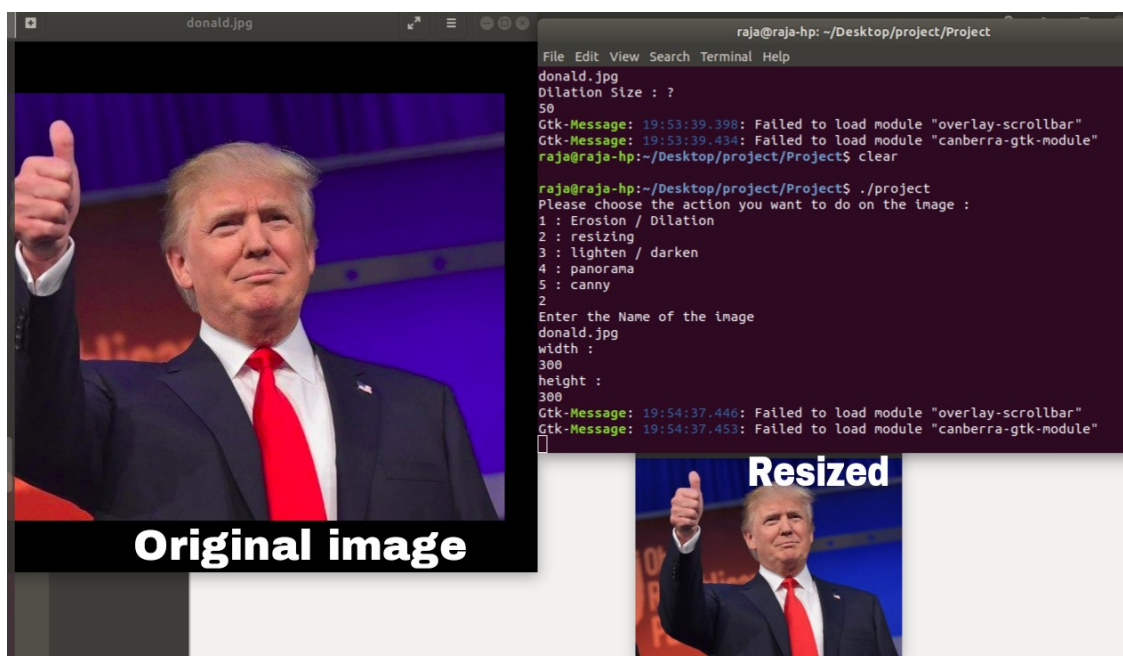 donald.jpg
raja@raja-hp: ~/Desktop/project/Project
File Edit View Search Terminal Help
donald.jpg
Dilation Size : ?
50
Gtk-Message: 19:53:39.398: Failed to load module "overlay-scrollbar"
Gtk-Message: 19:53:39.434: Failed to load module "canberra-gtk-module"
raja@raja-hp:~/Desktop/project/Project$ clear
raja@raja-hp:~/Desktop/project/Project$ ./project
Please choose the action you want to do on the image :
1 : Erosion / Dilation
2 : resizing
3 : lighten / darken
4 : panorama
5 : canny
2
Enter the Name of the image
donald.jpg
width :
300
height :
300
Gtk-Message: 19:54:37.446: Failed to load module "overlay-scrollbar"
Gtk-Message: 19:54:37.453: Failed to load module "canberra-gtk-module"
Resized
Original image